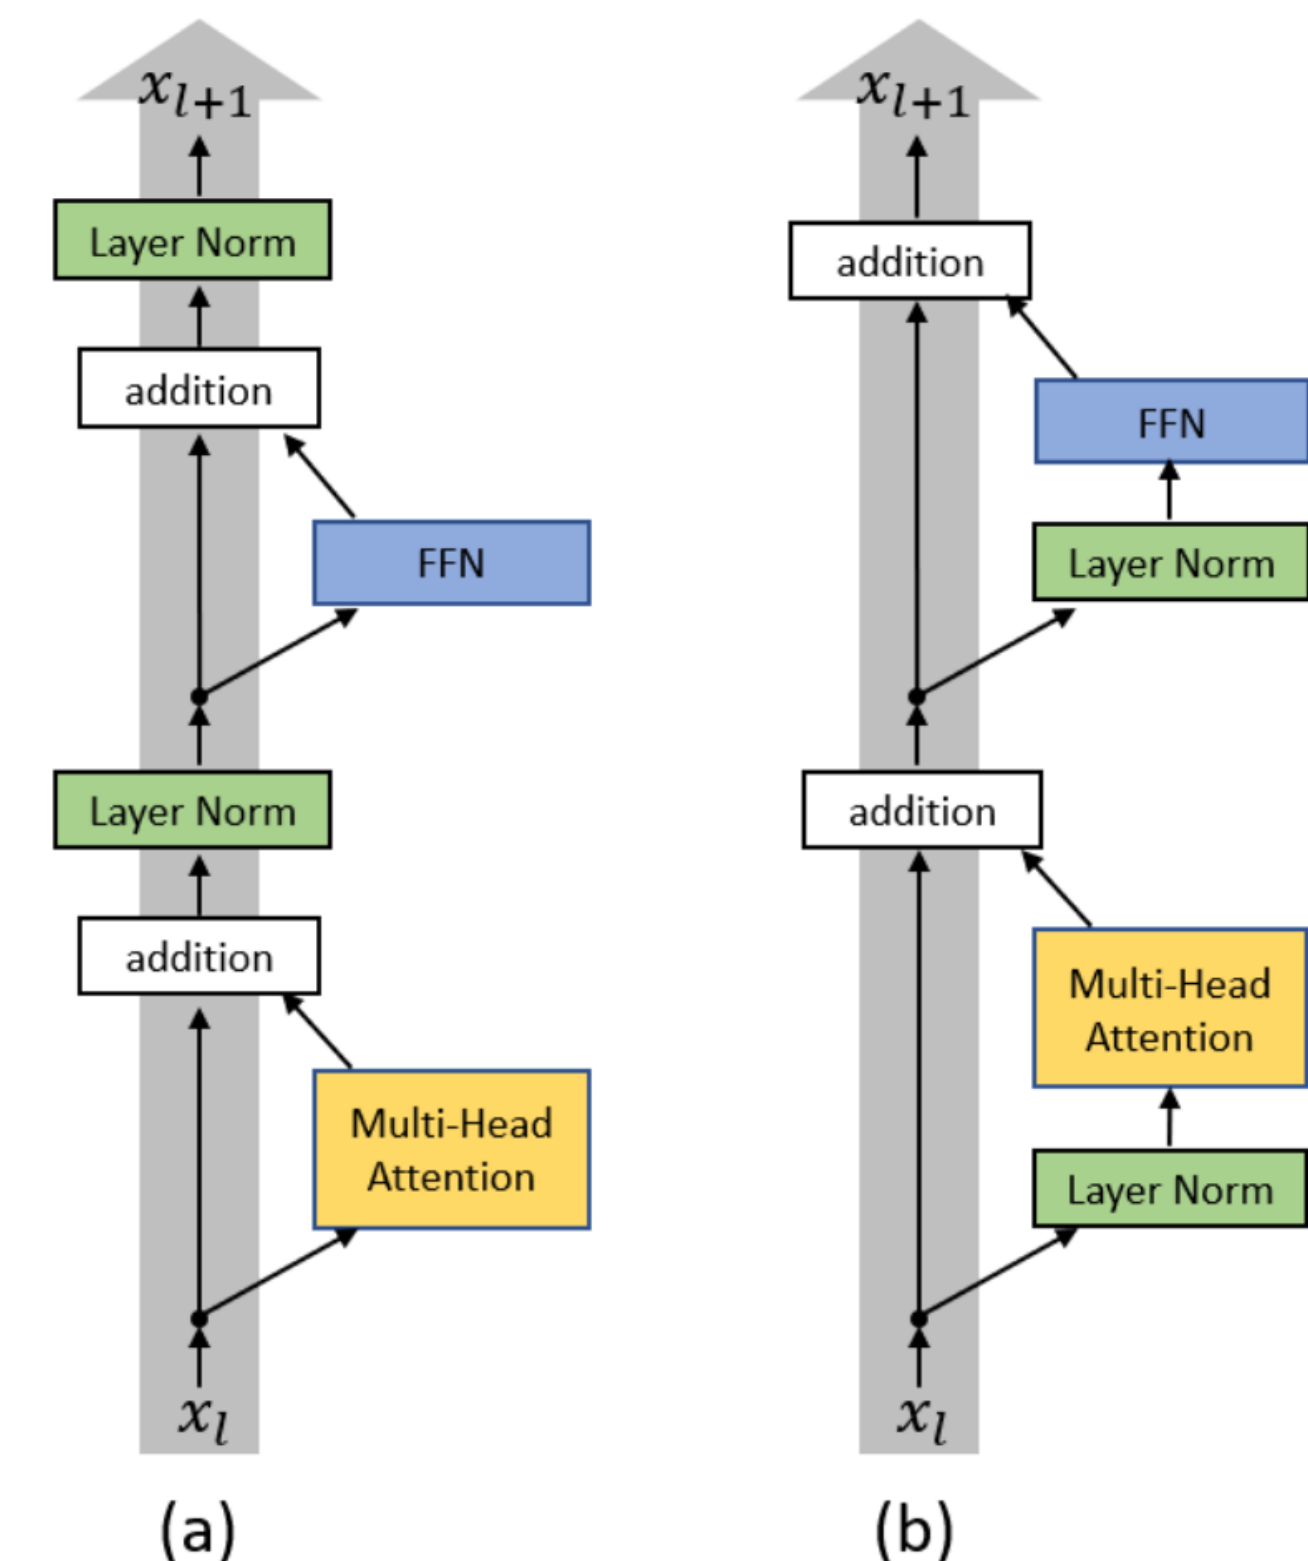 x_{l+1}
Layer Norm
addition
FFN
Layer Norm
addition
Multi-Head
Attention
x_l
(a)
x_{l+1}
addition
FFN
Layer Norm
addition
Multi-Head
Attention
Layer Norm
x_l
(b)